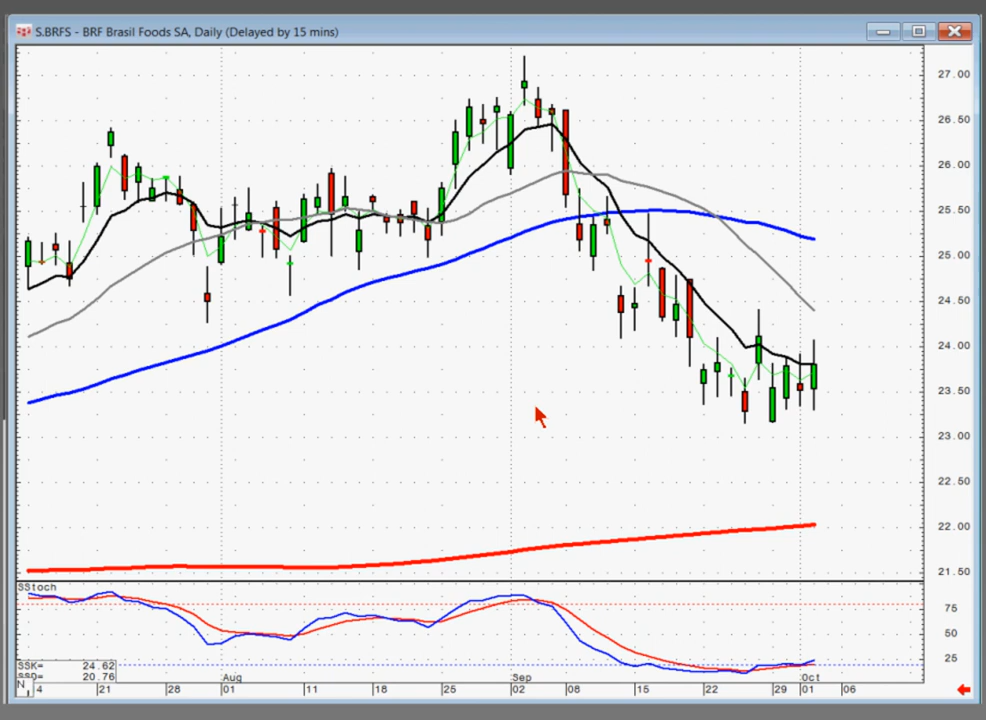 S.BRFS - BRF Brasil Foods SA, Daily (Delayed by 15 mins)
27.00
26.50
26.00
25.50
25.00
24.50
24.00
23.50
23.00
22.50
22.00
21.50
SStoch
75
50
25
SSK= 24.62
SSD= 20.76
Aug Sep Oct
N 4 21 28 01 11 18 25 02 08 15 22 29 01 06